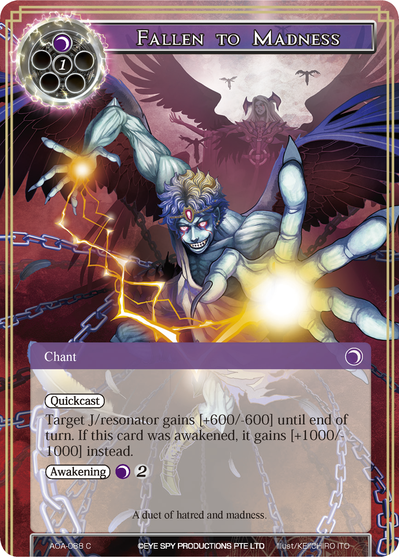 Fallen to Madness
1
Chant
Quickcast
Target J/resonator gains [+600/-600] until end of
turn. If this card was awakened, it gains [+1000/-
1000] instead.
Awakening 2
A duet of hatred and madness.
AOA-088 C ©EYE SPY PRODUCTIONS PTE LTD Illust/KEIICHIRO ITO